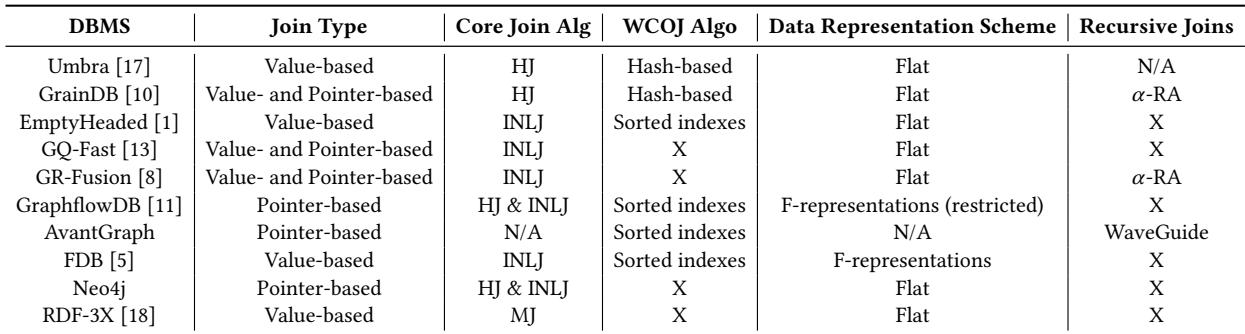 DBMS Join Type Core Join Alg WCOJ Algo Data Representation Scheme Recursive Joins
Umbra [17] Value-based HJ Hash-based Flat N/A
GrainDB [10] Value- and Pointer-based HJ Hash-based Flat α-RA
EmptyHeaded [1] Value-based INLJ Sorted indexes Flat X
GQ-Fast [13] Value- and Pointer-based INLJ X Flat X
GR-Fusion [8] Value- and Pointer-based INLJ X Flat α-RA
GraphflowDB [11] Pointer-based HJ & INLJ Sorted indexes F-representations (restricted) X
AvantGraph Pointer-based N/A Sorted indexes N/A WaveGuide
FDB [5] Value-based INLJ Sorted indexes F-representations X
Neo4j Pointer-based HJ & INLJ X Flat X
RDF-3X [18] Value-based MJ X Flat X